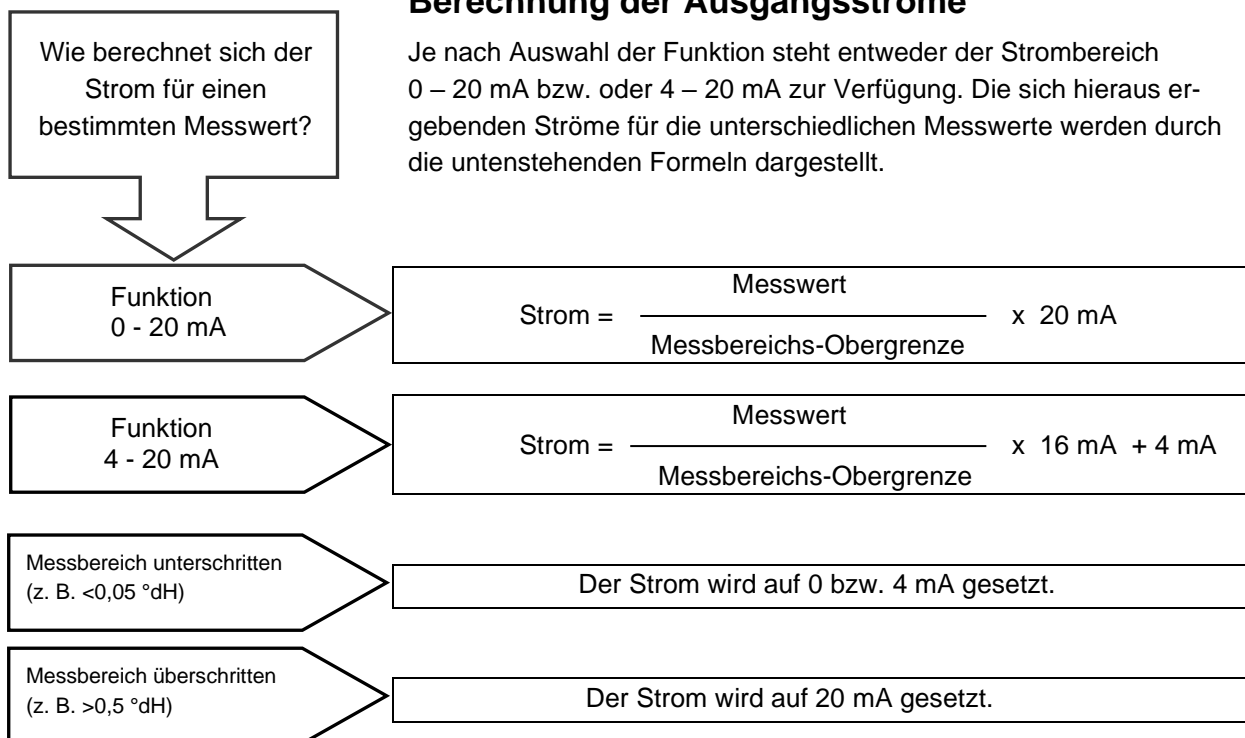 Berechnung der Ausgangsströme
Wie berechnet sich der
Strom für einen
bestimmten Messwert?
Je nach Auswahl der Funktion steht entweder der Strombereich
0 – 20 mA bzw. oder 4 – 20 mA zur Verfügung. Die sich hieraus er-
gebenden Ströme für die unterschiedlichen Messwerte werden durch
die untenstehenden Formeln dargestellt.
Funktion
0 - 20 mA
Messwert
Strom = x 20 mA
Messbereichs-Obergrenze
Funktion
4 - 20 mA
Messwert
Strom = x 16 mA + 4 mA
Messbereichs-Obergrenze
Messbereich unterschritten
(z. B. <0,05 °dH)
Der Strom wird auf 0 bzw. 4 mA gesetzt.
Messbereich überschritten
(z. B. >0,5 °dH)
Der Strom wird auf 20 mA gesetzt.